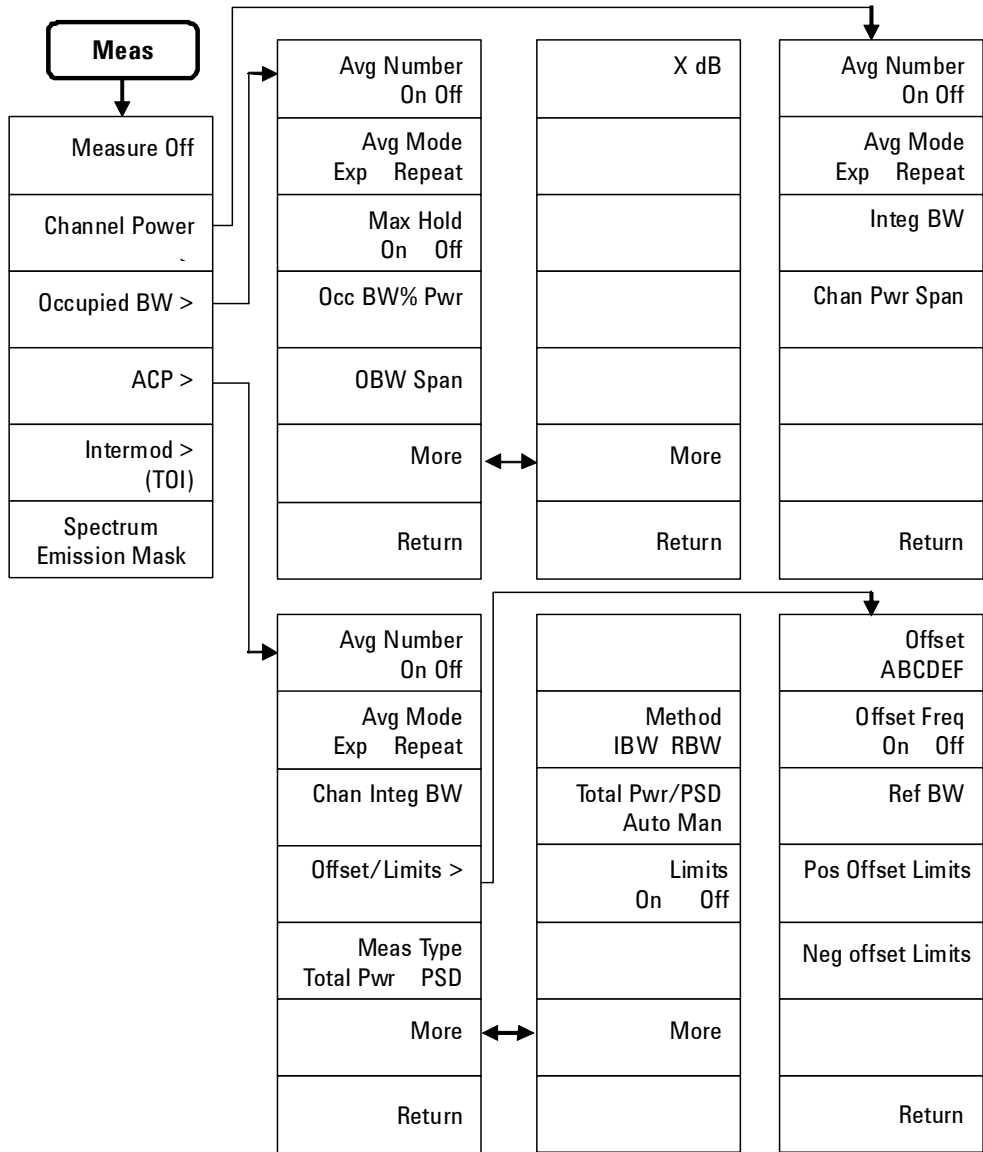 Meas
Measure Off
Channel Power
Occupied BW >
ACP >
Intermod >
(TOI)
Spectrum
Emission Mask
Avg Number
On Off
Avg Mode
Exp Repeat
Max Hold
On Off
Occ BW% Pwr
OBW Span
More
Return
X dB
More
Return
Avg Number
On Off
Avg Mode
Exp Repeat
Integ BW
Chan Pwr Span
Return
Avg Number
On Off
Avg Mode
Exp Repeat
Chan Integ BW
Offset/Limits >
Meas Type
Total Pwr PSD
More
Return
Method
IBW RBW
Total Pwr/PSD
Auto Man
Limits
On Off
More
Offset
ABCDEF
Offset Freq
On Off
Ref BW
Pos Offset Limits
Neg offset Limits
Return